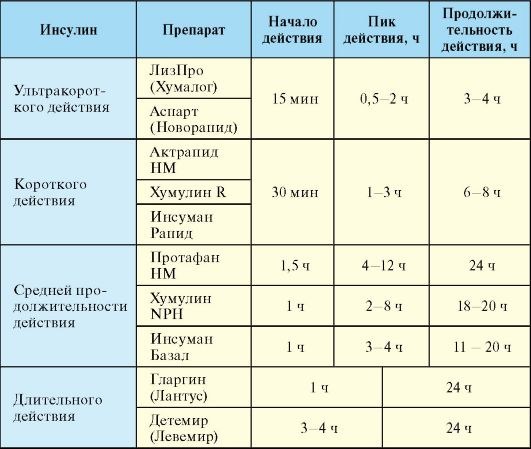 Инсулин
Препарат
Начало
действия
Пик
действия, ч
Продолжи-
тельность
действия, ч
Ультракорот-
кого действия
ЛизПро
(Хумалог)
Аспарт
(Новорапид)
15 мин
0,5–2 ч
3–4 ч
Короткого
действия
Актрапид
НМ
Хумулин R
Инсуман
Рапид
30 мин
1–3 ч
6–8 ч
Средней про-
должительности
действия
Протафан
НМ
1,5 ч
4–12 ч
24 ч
Хумулин
NPH
1 ч
2–8 ч
18–20 ч
Инсуман
Базал
1 ч
3–4 ч
11 – 20 ч
Длительного
действия
Гларгин
(Лантус)
1 ч
24 ч
Детемир
(Левемир)
3–4 ч
24 ч